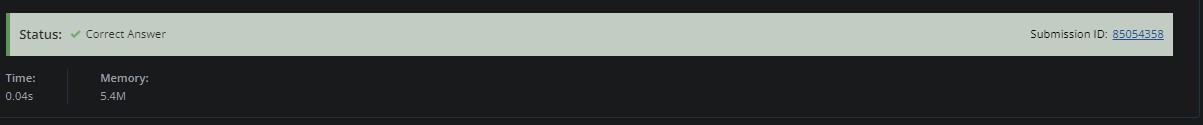 Status: Correct Answer Submission ID: 85054358
Time: Memory:
0.04s 5.4M